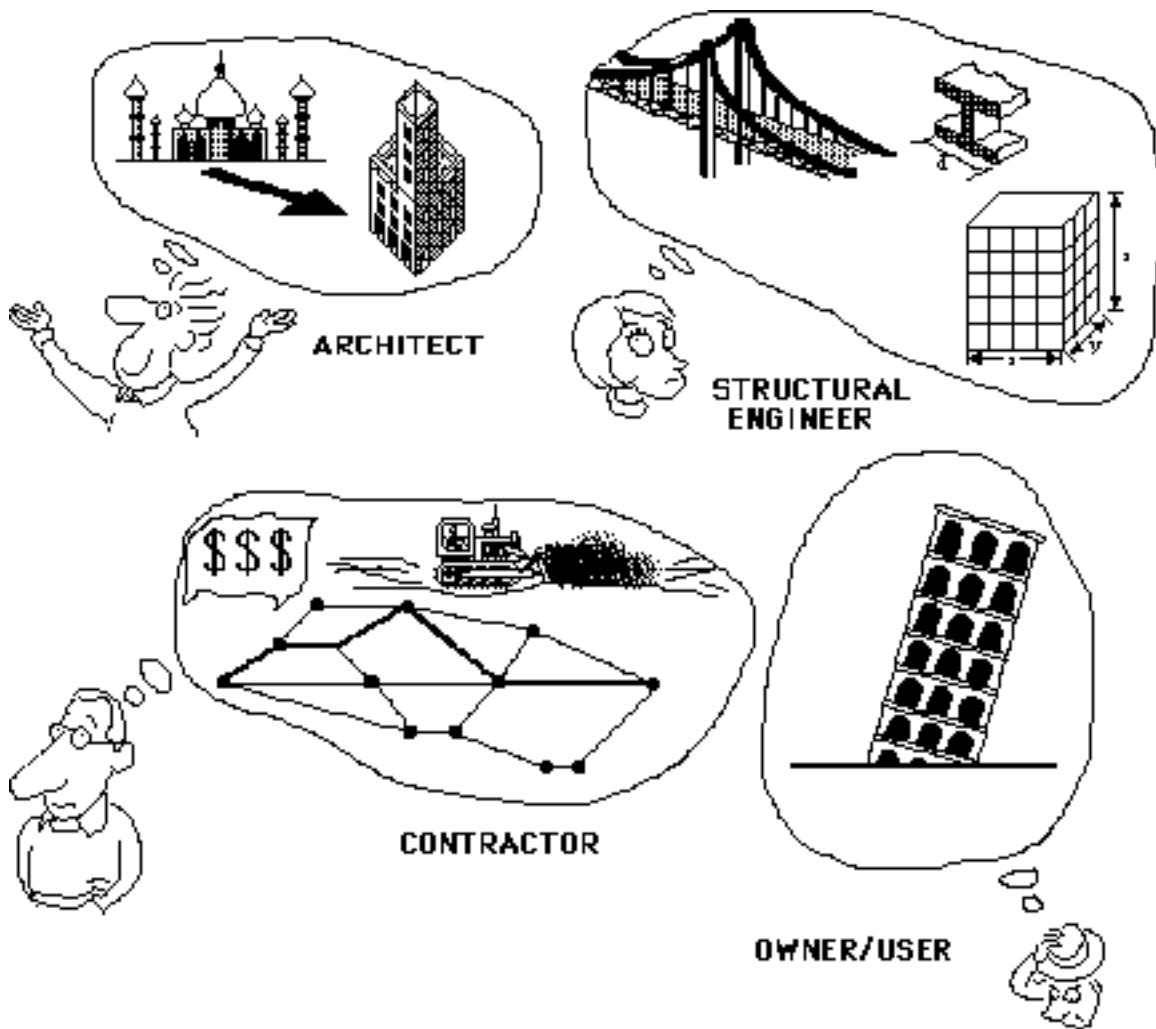 ARCHITECT
STRUCTURAL
ENGINEER
$$$
CONTRACTOR
OWNER/USER